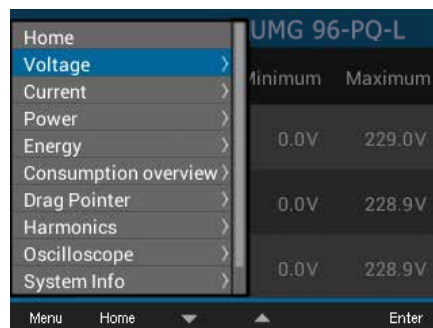 UMG 96-PQ-L
Home
Voltage
Current
Power
Energy
Consumption overview
Drag Pointer
Harmonics
Oscilloscope
System Info
Minimum Maximum
0.0V 229.0V
0.0V 228.9V
0.0V 228.9V
Menu Home Enter